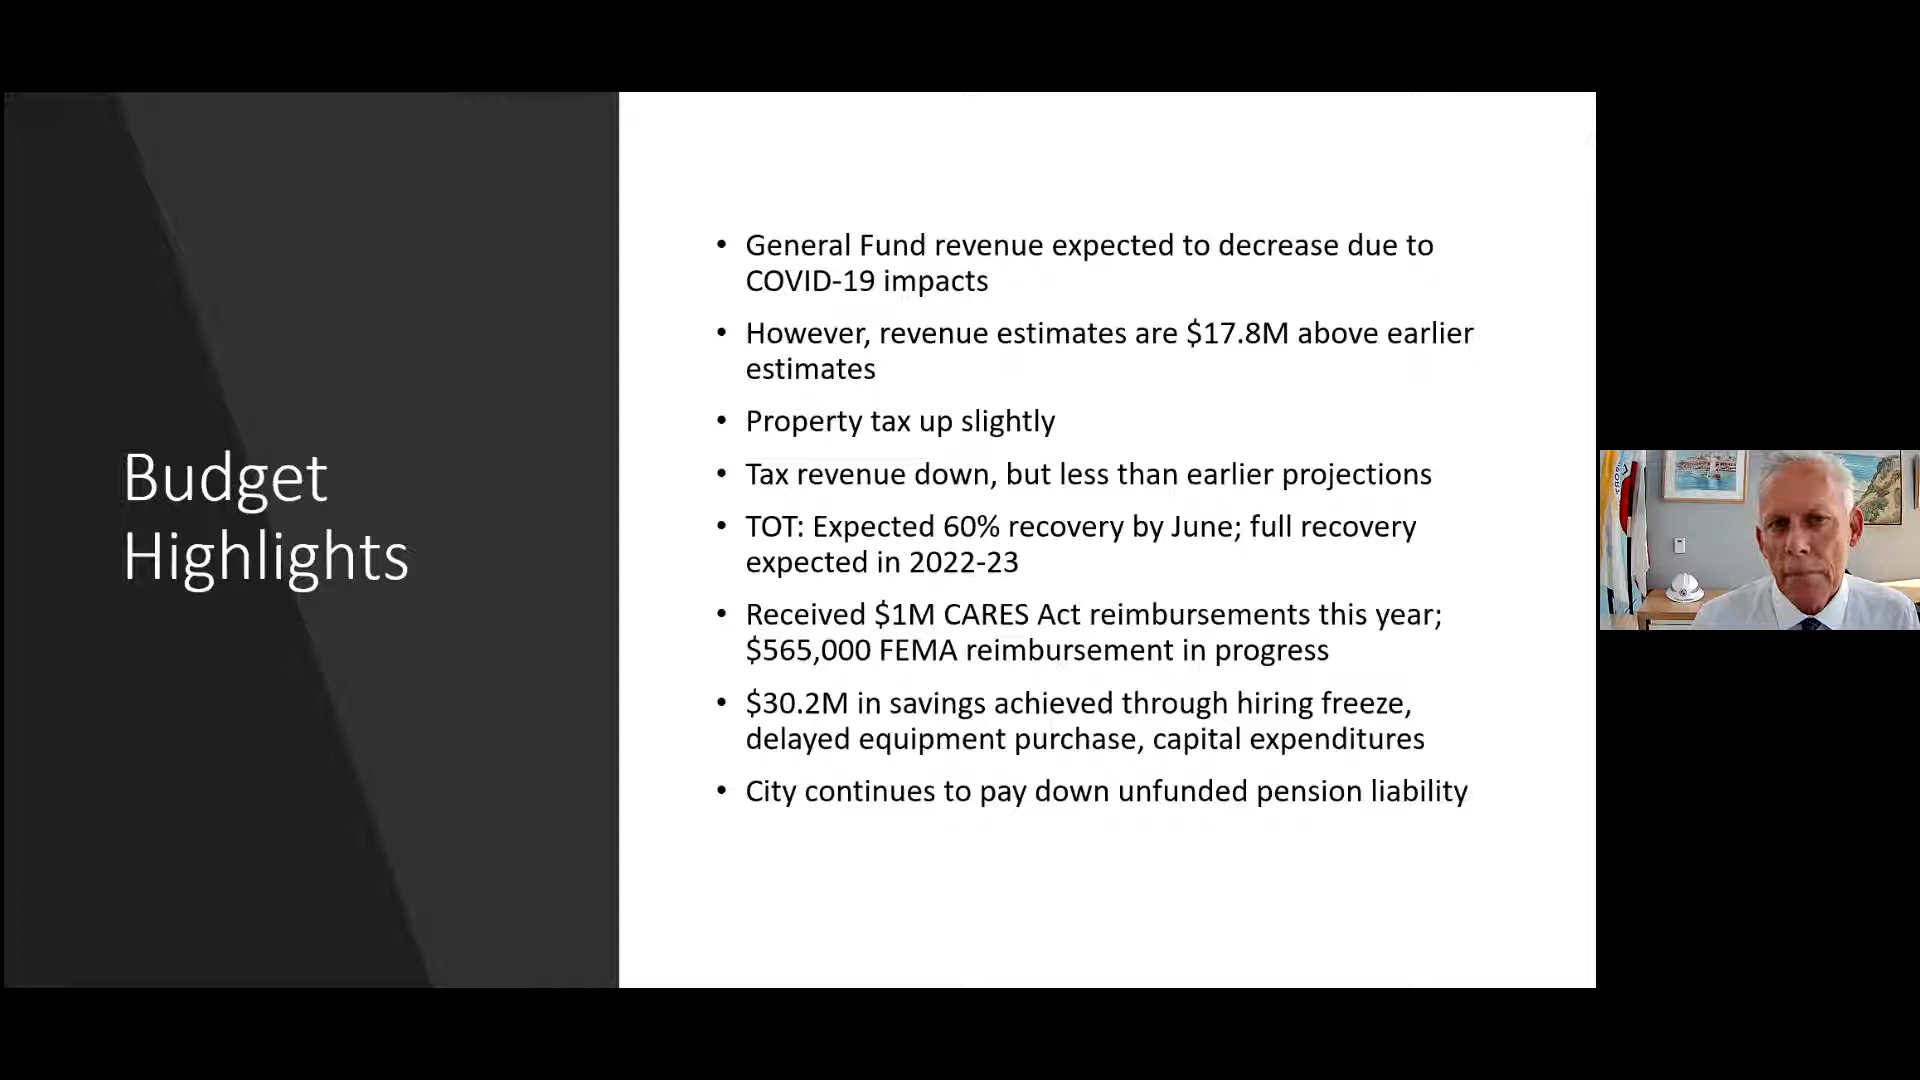 Budget
Highlights
• General Fund revenue expected to decrease due to
COVID-19 impacts
• However, revenue estimates are $17.8M above earlier
estimates
• Property tax up slightly
• Tax revenue down, but less than earlier projections
• TOT: Expected 60% recovery by June; full recovery
expected in 2022-23
• Received $1M CARES Act reimbursements this year;
$565,000 FEMA reimbursement in progress
• $30.2M in savings achieved through hiring freeze,
delayed equipment purchase, capital expenditures
• City continues to pay down unfunded pension liability